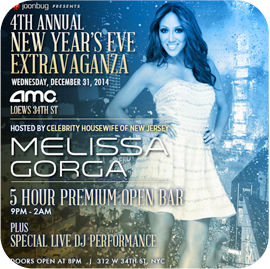 joonbug PRESENTS
4TH ANNUAL
NEW YEAR'S EVE
EXTRAVAGANZA
WEDNESDAY, DECEMBER 31, 2014
amc
LOEWS 34TH ST
HOSTED BY CELEBRITY HOUSEWIFE OF NEW JERSEY
MELISSA
GORGA
5 HOUR PREMIUM OPEN BAR
9PM - 2AM
PLUS
SPECIAL LIVE DJ PERFORMANCE
DOORS OPEN AT 8PM | 312 W 34TH ST, NYC